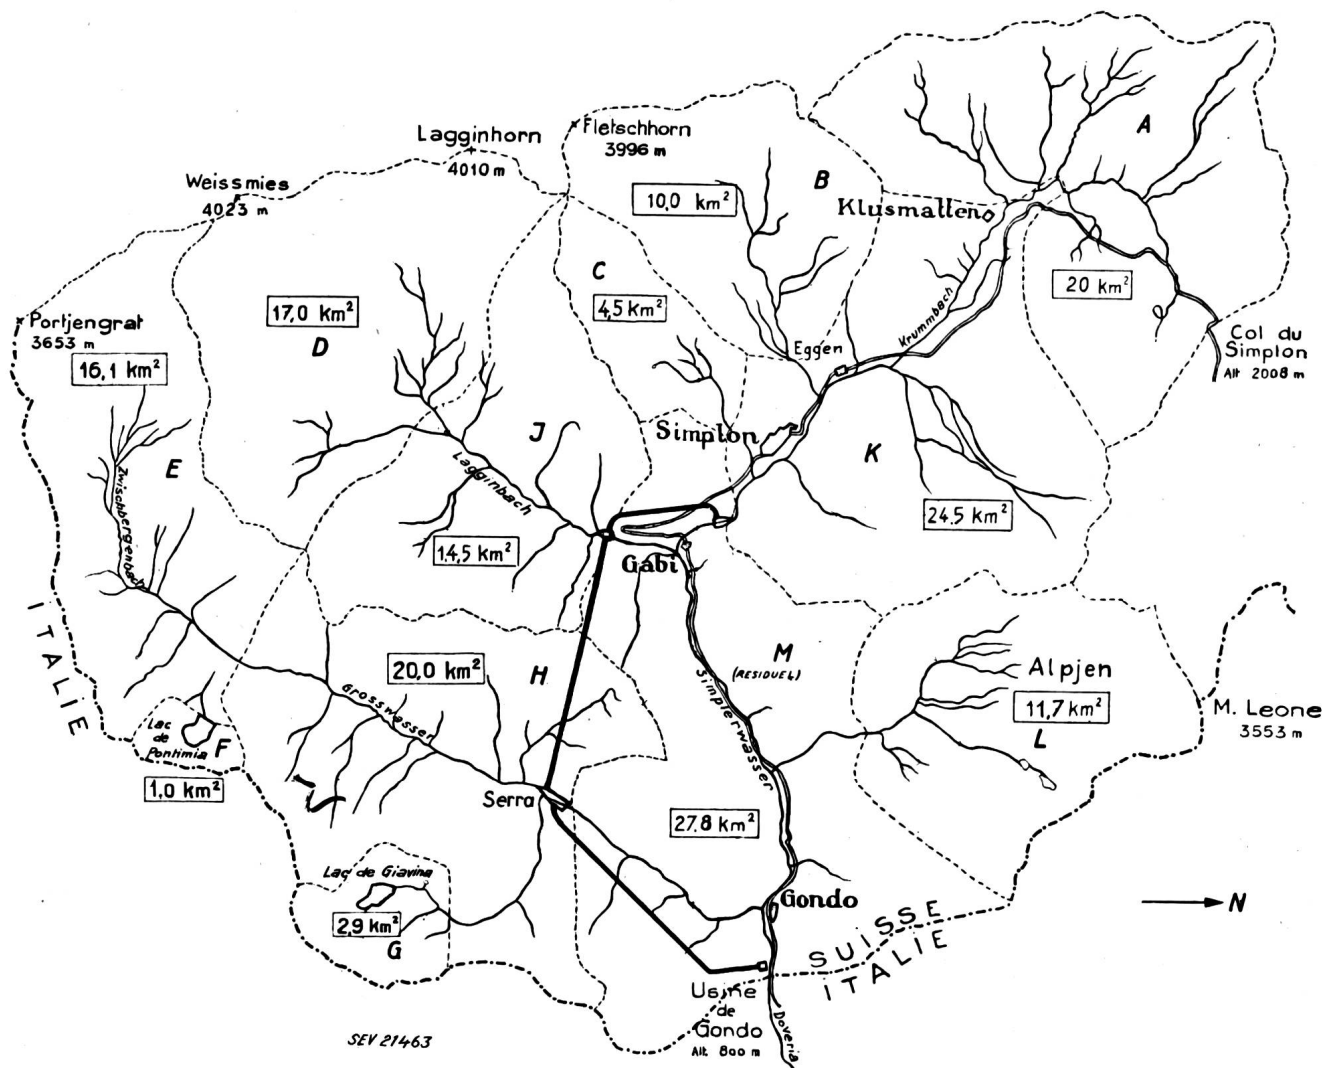 A
Fletschhorn
3996 m
Lagginhorn
4010 m
Weissmies
4023 m
B
10,0 km²
Klusmatten
C
4,5 km²
20 km²
Krummbach
Eggen
Col du
Simplon
Alt 2008 m
Portjengrat
3653 m
16,1 km²
17,0 km²
D
J
Simplon
K
24.5 km²
E
Zwischbergenbach
Lagginbach
14,5 km²
Gabi
ITALIE
20,0 km²
H
M
(RESIDUEL)
Alpjen
11,7 km²
L
M. Leone
3553 m
Grosswasser
Simplerwasser
Lac
de
Pontimia
F
1,0 km²
Serra
27.8 km²
Lac de Giavina
2,9 km²
G
Gondo
N
SUISSE
ITALIE
Usine
de
Gondo
Alt. 800 m
Doveria
SEV 21463